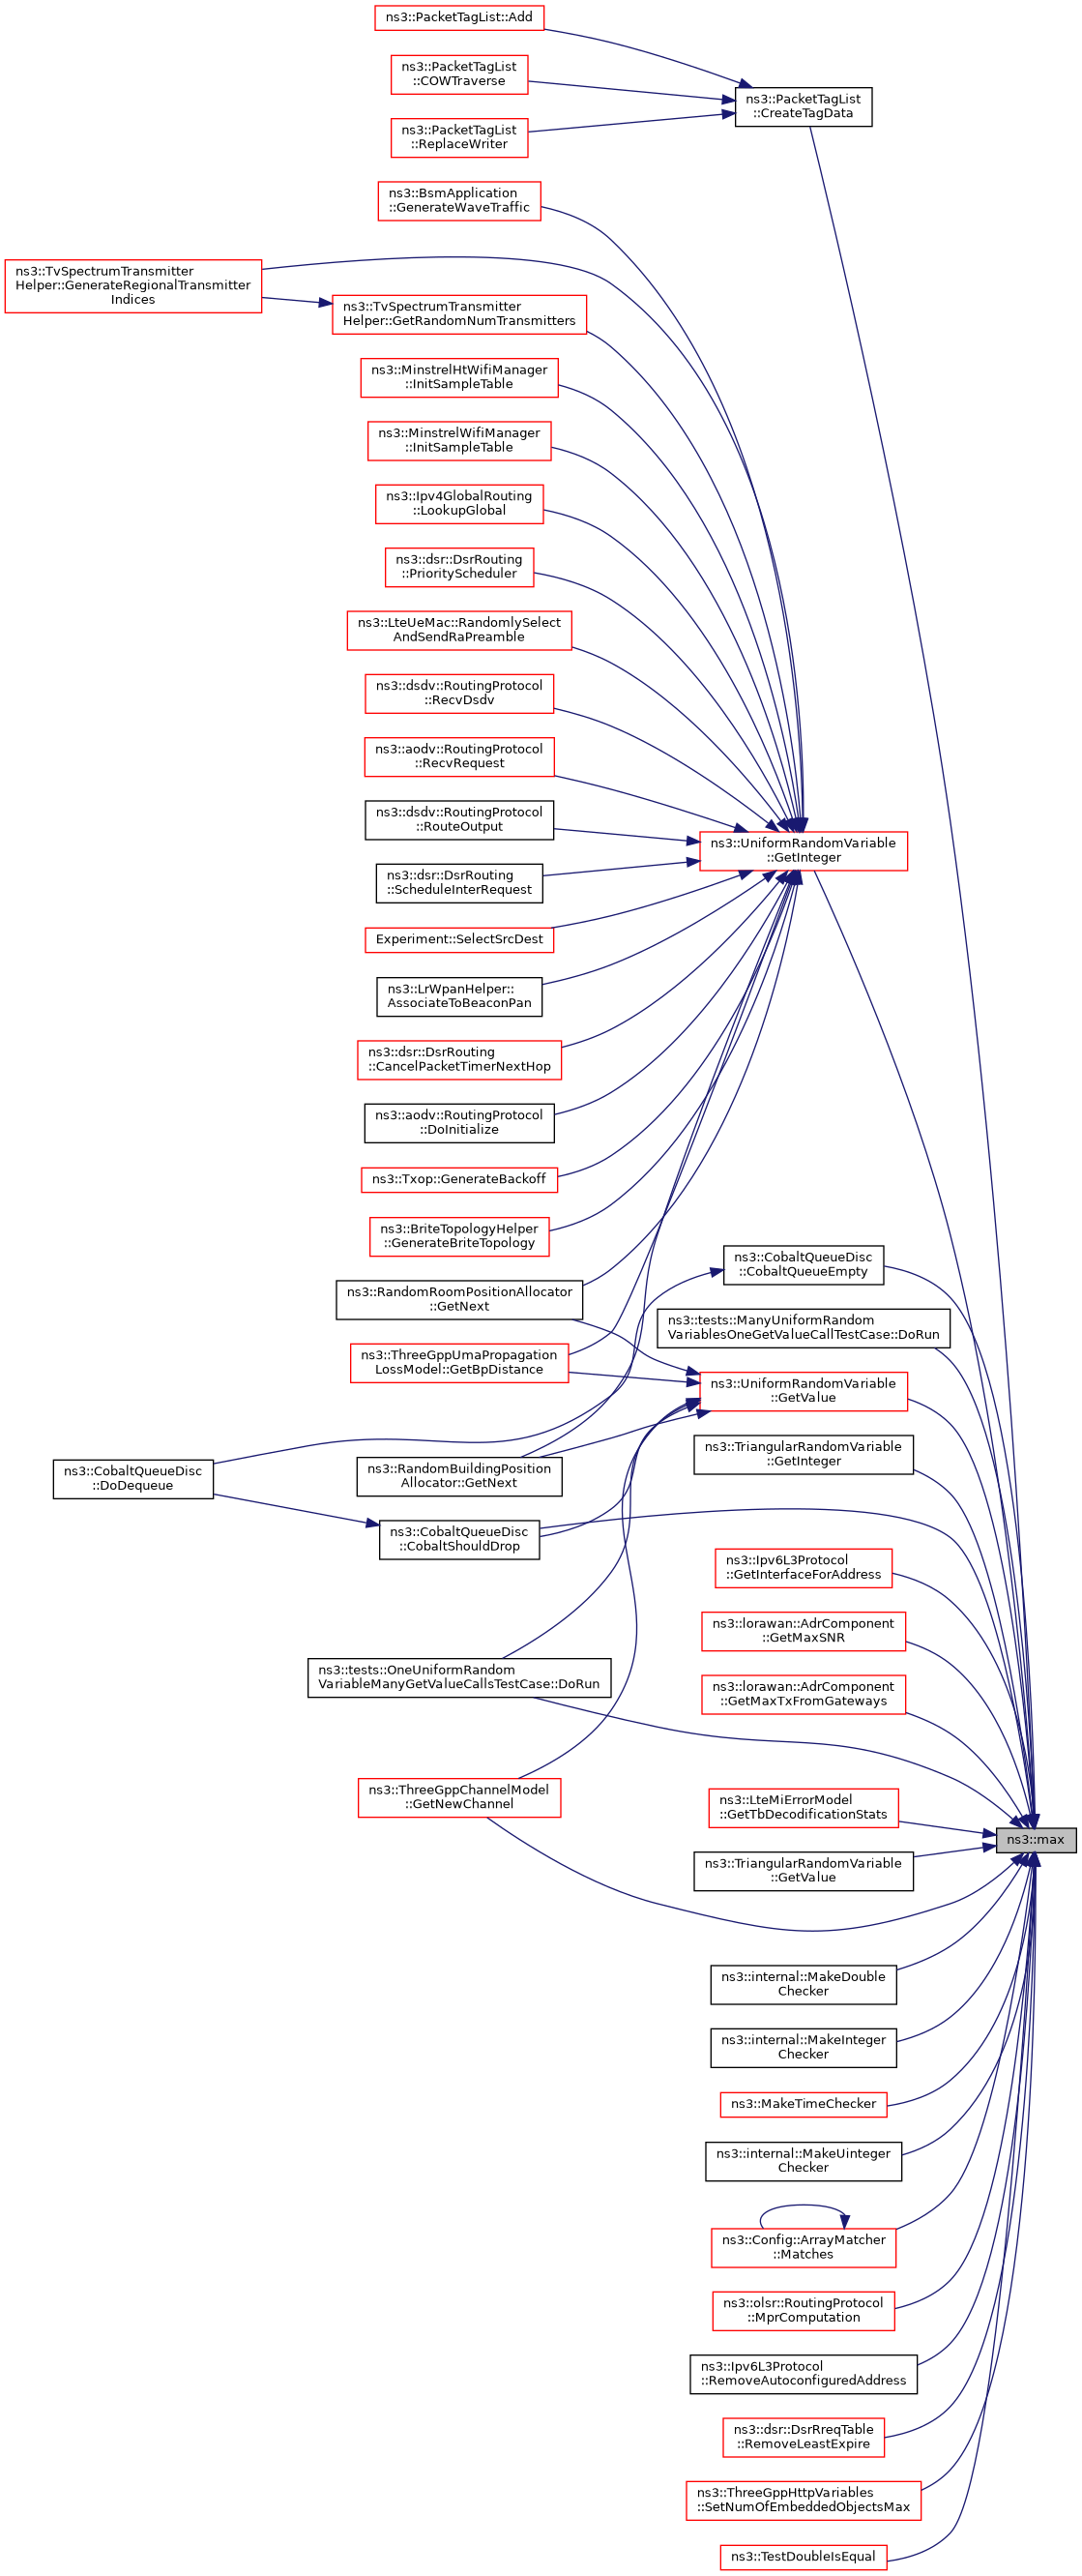 ns3::PacketTagList::Add
ns3::PacketTagList
::COWTraverse
ns3::PacketTagList
::CreateTagData
ns3::PacketTagList
::ReplaceWriter
ns3::BsmApplication
::GenerateWaveTraffic
ns3::TvSpectrumTransmitter
Helper::GenerateRegionalTransmitter
Indices
ns3::TvSpectrumTransmitter
Helper::GetRandomNumTransmitters
ns3::MinstrelHtWifiManager
::InitSampleTable
ns3::MinstrelWifiManager
::InitSampleTable
ns3::Ipv4GlobalRouting
::LookupGlobal
ns3::dsr::DsrRouting
::PriorityScheduler
ns3::LteUeMac::RandomlySelect
AndSendRaPreamble
ns3::dsdv::RoutingProtocol
::RecvDsdv
ns3::aodv::RoutingProtocol
::RecvRequest
ns3::dsdv::RoutingProtocol
::RouteOutput
ns3::UniformRandomVariable
::GetInteger
ns3::dsr::DsrRouting
::ScheduleInterRequest
Experiment::SelectSrcDest
ns3::LrWpanHelper::
AssociateToBeaconPan
ns3::dsr::DsrRouting
::CancelPacketTimerNextHop
ns3::aodv::RoutingProtocol
::DoInitialize
ns3::Txop::GenerateBackoff
ns3::BriteTopologyHelper
::GenerateBriteTopology
ns3::CobaltQueueDisc
::CobaltQueueEmpty
ns3::RandomRoomPositionAllocator
::GetNext
ns3::tests::ManyUniformRandom
VariablesOneGetValueCallTestCase::DoRun
ns3::ThreeGppUmaPropagation
LossModel::GetBpDistance
ns3::UniformRandomVariable
::GetValue
ns3::TriangularRandomVariable
::GetInteger
ns3::CobaltQueueDisc
::DoDequeue
ns3::RandomBuildingPosition
Allocator::GetNext
ns3::CobaltQueueDisc
::CobaltShouldDrop
ns3::Ipv6L3Protocol
::GetInterfaceForAddress
ns3::lorawan::AdrComponent
::GetMaxSNR
ns3::tests::OneUniformRandom
VariableManyGetValueCallsTestCase::DoRun
ns3::lorawan::AdrComponent
::GetMaxTxFromGateways
ns3::ThreeGppChannelModel
::GetNewChannel
ns3::LteMiErrorModel
::GetTbDecodificationStats
ns3::max
ns3::TriangularRandomVariable
::GetValue
ns3::internal::MakeDouble
Checker
ns3::internal::MakeInteger
Checker
ns3::MakeTimeChecker
ns3::internal::MakeUinteger
Checker
ns3::Config::ArrayMatcher
::Matches
ns3::olsr::RoutingProtocol
::MprComputation
ns3::Ipv6L3Protocol
::RemoveAutoconfiguredAddress
ns3::dsr::DsrRreqTable
::RemoveLeastExpire
ns3::ThreeGppHttpVariables
::SetNumOfEmbeddedObjectsMax
ns3::TestDoubleIsEqual